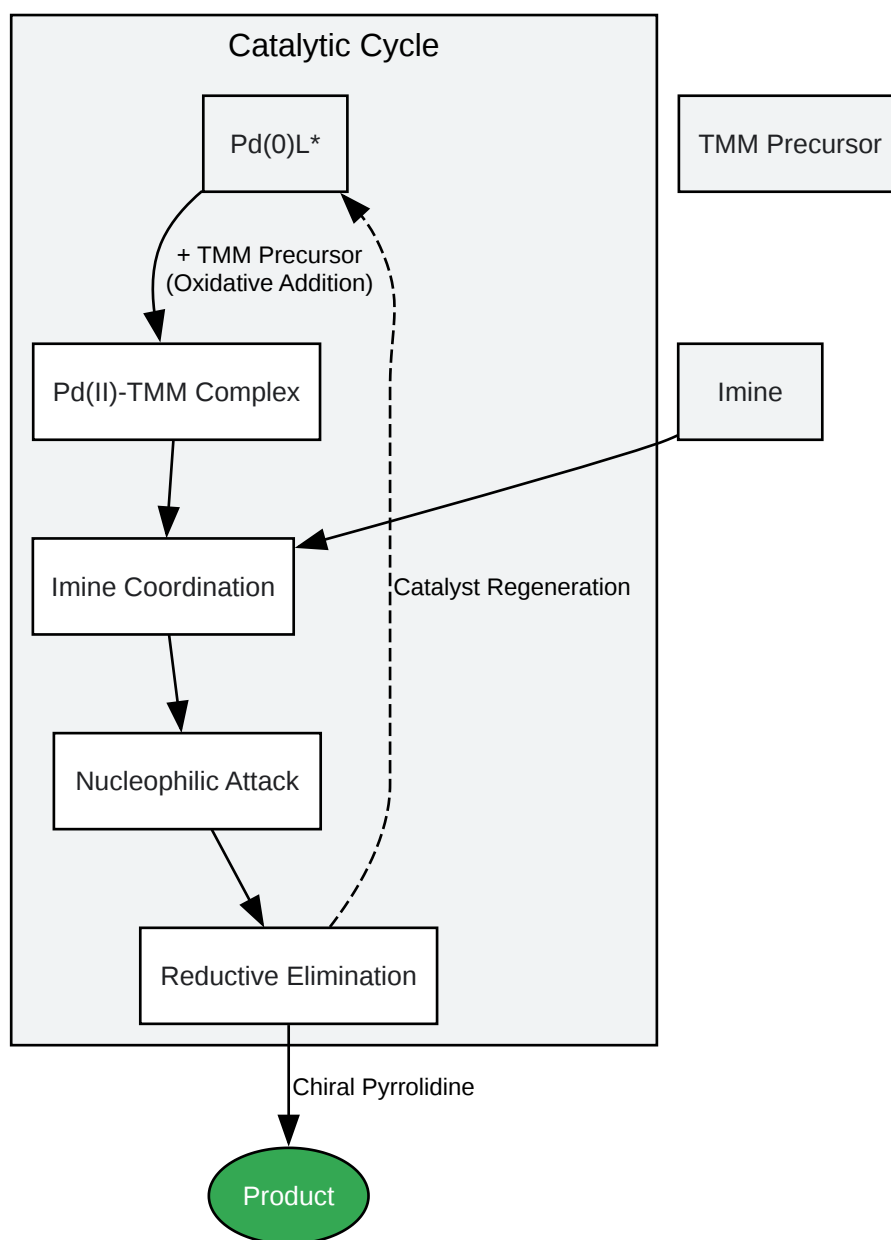 Catalytic Cycle
Pd(0)L*
TMM Precursor
+ TMM Precursor
(Oxidative Addition)
Pd(II)-TMM Complex
Imine
Imine Coordination
Catalyst Regeneration
Nucleophilic Attack
Reductive Elimination
Chiral Pyrrolidine
Product